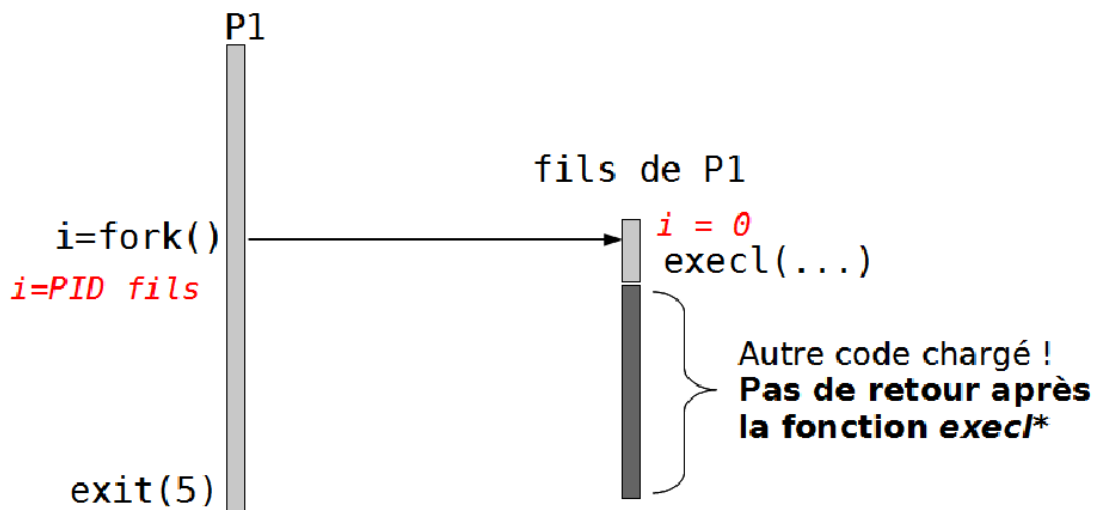 P1
fils de P1
i=fork()
i = 0
execl(...)
i=PID fils
Autre code chargé !
Pas de retour après
la fonction execl*
exit(5)